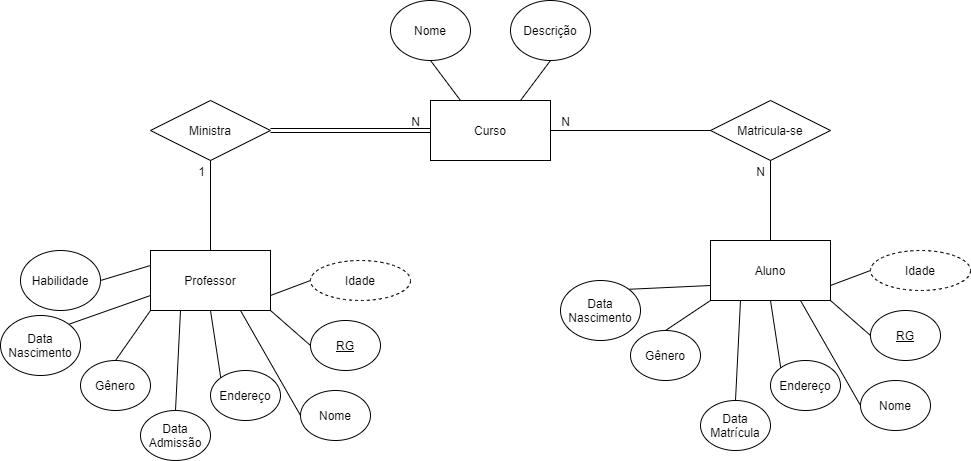 Nome
Descrição
Ministra
N
Curso
N
Matricula-se
1
N
Habilidade
Professor
Idade
Aluno
Idade
Data
Nascimento
RG
Data
Nascimento
RG
Gênero
Gênero
Data
Admissão
Endereço
Nome
Data
Matrícula
Endereço
Nome